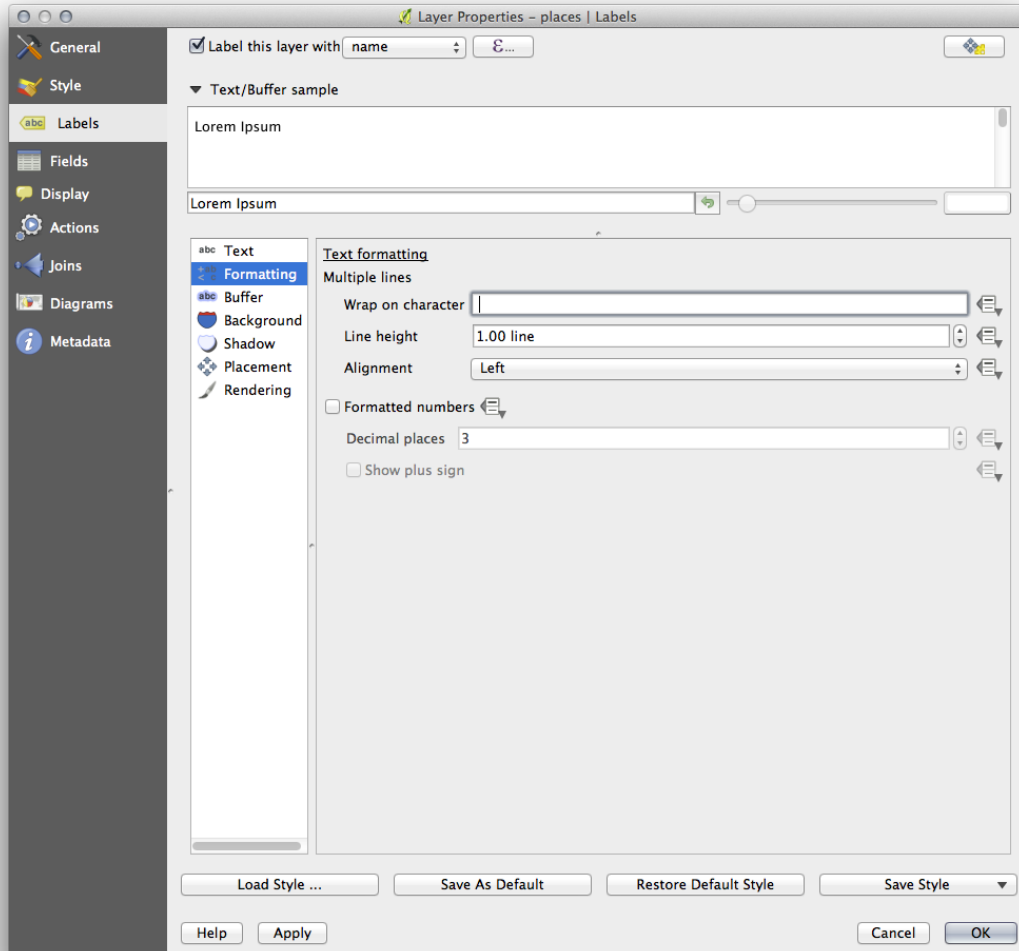 Layer Properties - places | Labels
General
Style
abc Labels
Fields
Display
Actions
Joins
Diagrams
Metadata
Label this layer with name ε...
Text/Buffer sample
Lorem Ipsum
Lorem Ipsum
abc Text
Formatting
abc Buffer
Background
Shadow
Placement
Rendering
Text formatting
Multiple lines
Wrap on character
Line height 1.00 line
Alignment Left
Formatted numbers
Decimal places 3
Show plus sign
Load Style ... Save As Default Restore Default Style Save Style
Help Apply Cancel OK